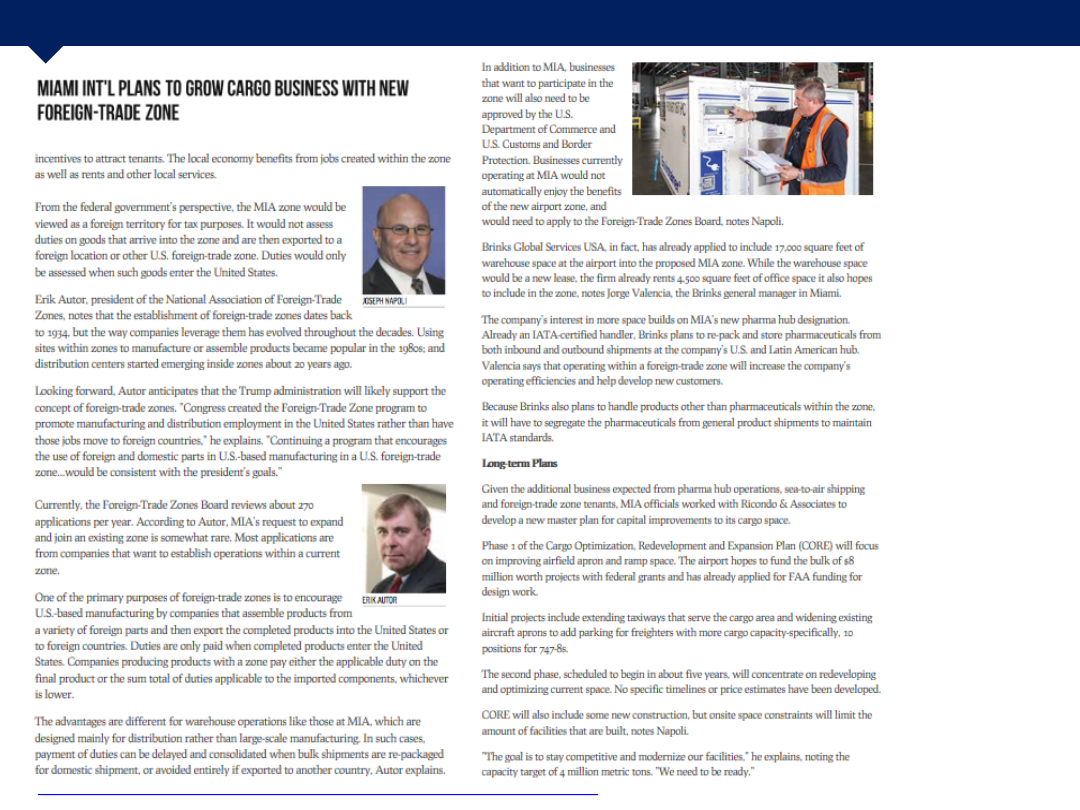 MIAMI INT'L PLANS TO GROW CARGO BUSINESS WITH NEW
FOREIGN-TRADE ZONE
incentives to attract tenants. The local economy benefits from jobs created within the zone
as well as rents and other local services.
From the federal government's perspective, the MIA zone would be
viewed as a foreign territory for tax purposes. It would not assess
duties on goods that arrive into the zone and are then exported to a
foreign location or other U.S. foreign-trade zone. Duties would only
be assessed when such goods enter the United States.
JOSEPH NAPOLI
Erik Autor, president of the National Association of Foreign-Trade
Zones, notes that the establishment of foreign-trade zones dates back
to 1934, but the way companies leverage them has evolved throughout the decades. Using
sites within zones to manufacture or assemble products became popular in the 1980s; and
distribution centers started emerging inside zones about 20 years ago.
Looking forward, Autor anticipates that the Trump administration will likely support the
concept of foreign-trade zones. "Congress created the Foreign-Trade Zone program to
promote manufacturing and distribution employment in the United States rather than have
those jobs move to foreign countries," he explains. "Continuing a program that encourages
the use of foreign and domestic parts in U.S.-based manufacturing in a U.S. foreign-trade
zone...would be consistent with the president's goals."
Currently, the Foreign-Trade Zones Board reviews about 270
applications per year. According to Autor, MIA's request to expand
and join an existing zone is somewhat rare. Most applications are
from companies that want to establish operations within a current
zone.
ERIK AUTOR
One of the primary purposes of foreign-trade zones is to encourage
U.S.-based manufacturing by companies that assemble products from
a variety of foreign parts and then export the completed products into the United States or
to foreign countries. Duties are only paid when completed products enter the United
States. Companies producing products with a zone pay either the applicable duty on the
final product or the sum total of duties applicable to the imported components, whichever
is lower.
The advantages are different for warehouse operations like those at MIA, which are
designed mainly for distribution rather than large-scale manufacturing. In such cases,
payment of duties can be delayed and consolidated when bulk shipments are re-packaged
for domestic shipment, or avoided entirely if exported to another country, Autor explains.
In addition to MIA, businesses
that want to participate in the
zone will also need to be
approved by the U.S.
Department of Commerce and
U.S. Customs and Border
Protection. Businesses currently
operating at MIA would not
automatically enjoy the benefits
of the new airport zone, and
would need to apply to the Foreign-Trade Zones Board, notes Napoli.
Brinks Global Services USA, in fact, has already applied to include 17,000 square feet of
warehouse space at the airport into the proposed MIA zone. While the warehouse space
would be a new lease, the firm already rents 4,500 square feet of office space it also hopes
to include in the zone, notes Jorge Valencia, the Brinks general manager in Miami.
The company's interest in more space builds on MIA's new pharma hub designation.
Already an IATA-certified handler, Brinks plans to re-pack and store pharmaceuticals from
both inbound and outbound shipments at the company's U.S. and Latin American hub.
Valencia says that operating within a foreign-trade zone will increase the company's
operating efficiencies and help develop new customers.
Because Brinks also plans to handle products other than pharmaceuticals within the zone,
it will have to segregate the pharmaceuticals from general product shipments to maintain
IATA standards.
Long-term Plans
Given the additional business expected from pharma hub operations, sea-to-air shipping
and foreign-trade zone tenants, MIA officials worked with Ricondo & Associates to
develop a new master plan for capital improvements to its cargo space.
Phase 1 of the Cargo Optimization, Redevelopment and Expansion Plan (CORE) will focus
on improving airfield apron and ramp space. The airport hopes to fund the bulk of $8
million worth projects with federal grants and has already applied for FAA funding for
design work.
Initial projects include extending taxiways that serve the cargo area and widening existing
aircraft aprons to add parking for freighters with more cargo capacity-specifically, 10
positions for 747-8s.
The second phase, scheduled to begin in about five years, will concentrate on redeveloping
and optimizing current space. No specific timelines or price estimates have been developed.
CORE will also include some new construction, but onsite space constraints will limit the
amount of facilities that are built, notes Napoli.
"The goal is to stay competitive and modernize our facilities," he explains, noting the
capacity target of 4 million metric tons. "We need to be ready."